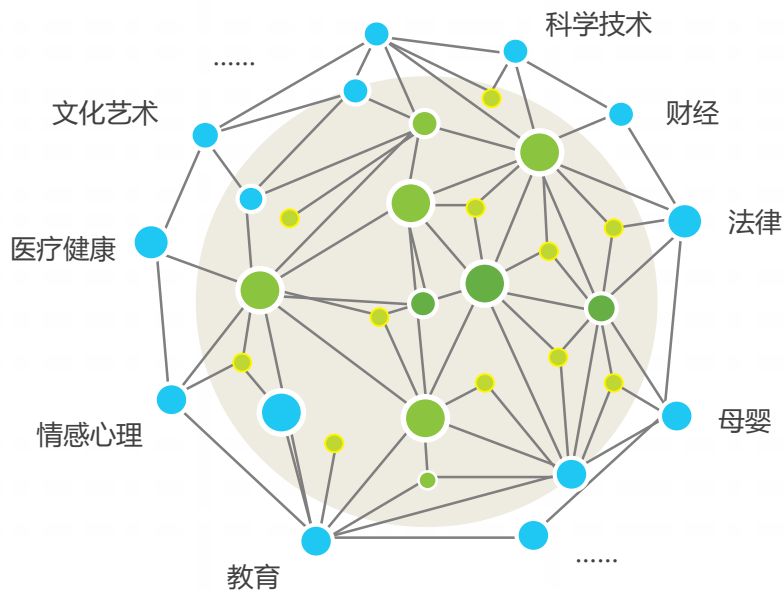 科学技术
......
文化艺术
财经
法律
医疗健康
母婴
情感心理
......
教育